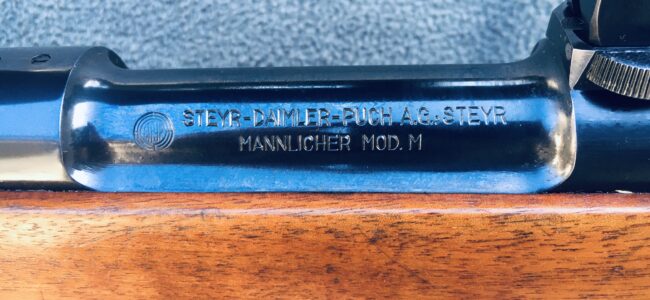 STEYR-DAIMLER-PUCH A.G.-STEYR
MANNLICHER MOD. M